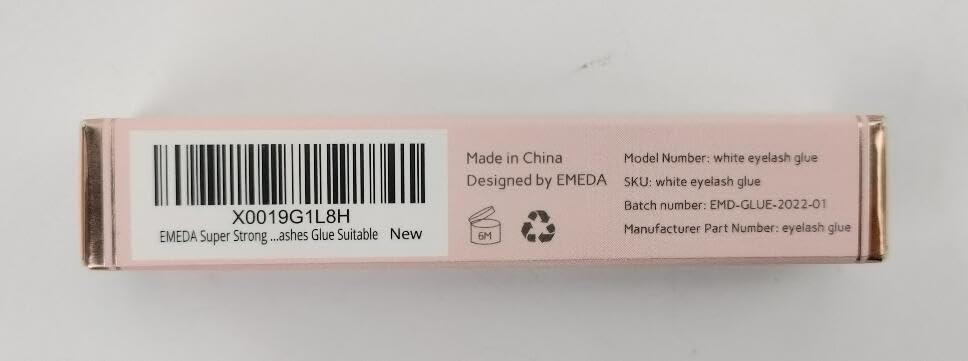 X0019G1L8H
EMEDA Super Strong ...ashes Glue Suitable New
Made in China
Designed by EMEDA
6M
Model Number: white eyelash glue
SKU: white eyelash glue
Batch number: EMD-GLUE-2022-01
Manufacturer Part Number: eyelash glue